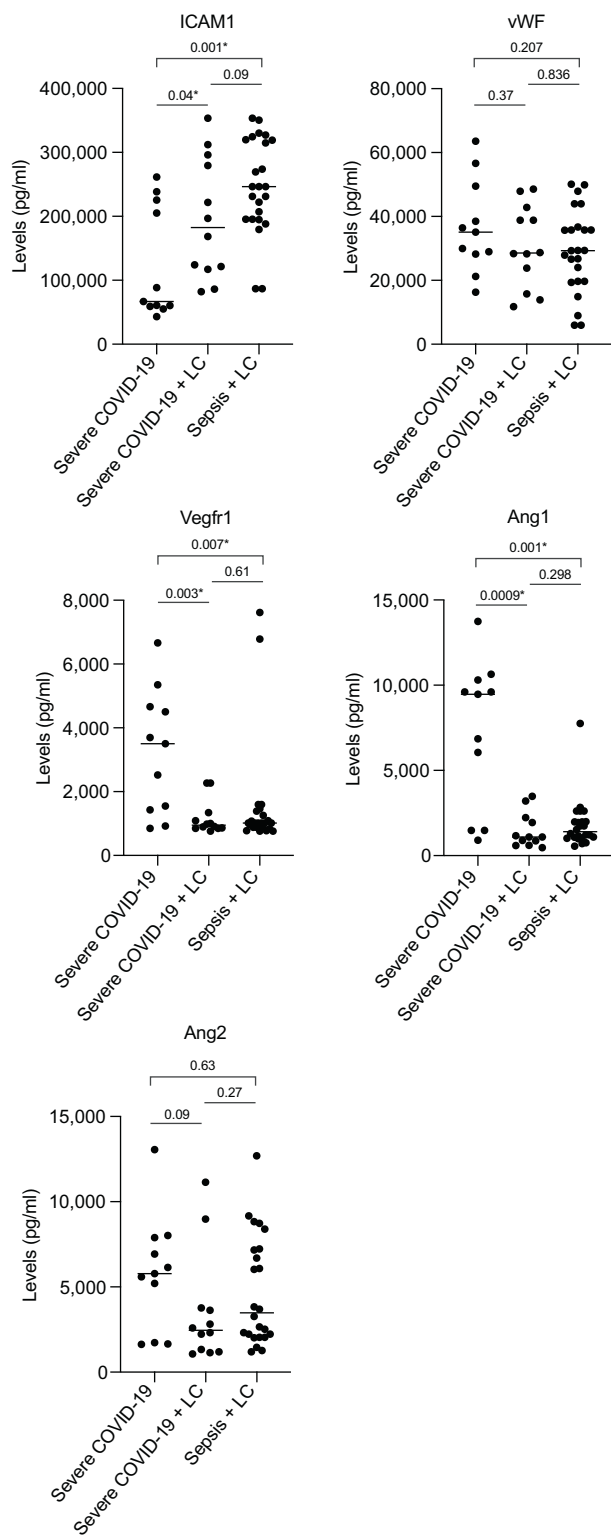 ICAM1
0.001*
0.09
0.04*
400,000
300,000
200,000
100,000
0
Levels (pg/ml)
Severe COVID-19
Severe COVID-19 + LC
Sepsis + LC
vWF
0.207
0.836
0.37
80,000
60,000
40,000
20,000
0
Levels (pg/ml)
Severe COVID-19
Severe COVID-19 + LC
Sepsis + LC
Vegfr1
0.007*
0.61
0.003*
8,000
6,000
4,000
2,000
0
Levels (pg/ml)
Severe COVID-19
Severe COVID-19 + LC
Sepsis + LC
Ang1
0.001*
0.298
0.0009*
15,000
10,000
5,000
0
Levels (pg/ml)
Severe COVID-19
Severe COVID-19 + LC
Sepsis + LC
Ang2
0.63
0.27
0.09
15,000
10,000
5,000
0
Levels (pg/ml)
Severe COVID-19
Severe COVID-19 + LC
Sepsis + LC